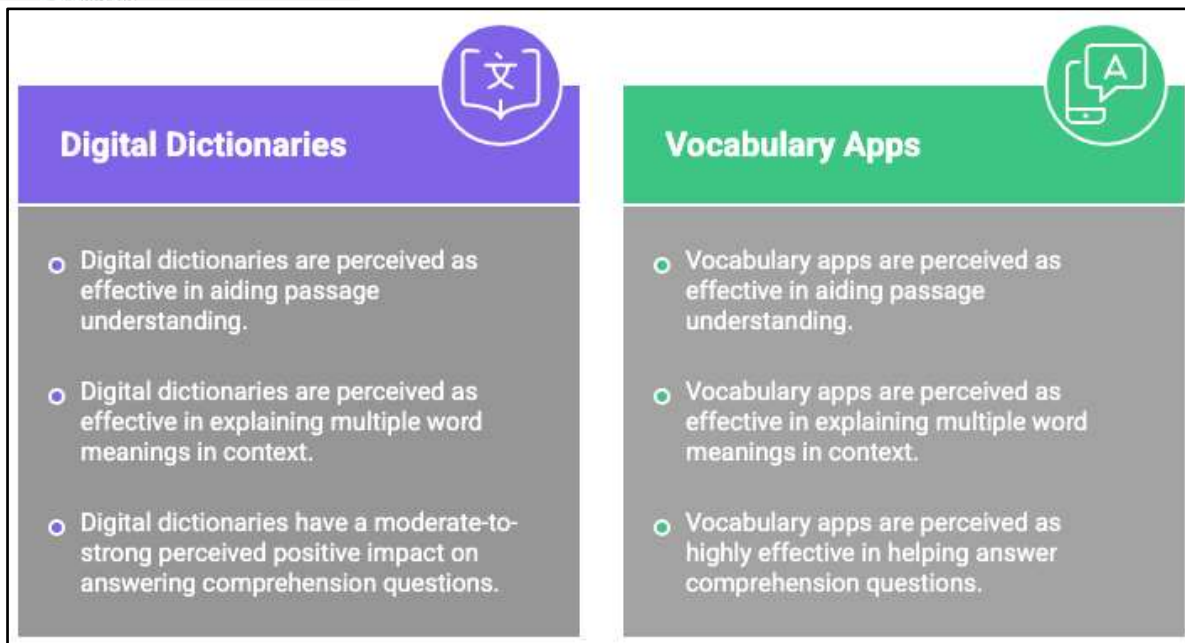 文
A
Digital Dictionaries
Vocabulary Apps
Digital dictionaries are perceived as
effective in aiding passage
understanding.
Digital dictionaries are perceived as
effective in explaining multiple word
meanings in context.
Digital dictionaries have a moderate-to-
strong perceived positive impact on
answering comprehension questions.
Vocabulary apps are perceived as
effective in aiding passage
understanding.
Vocabulary apps are perceived as
effective in explaining multiple word
meanings in context.
Vocabulary apps are perceived as
highly effective in helping answer
comprehension questions.